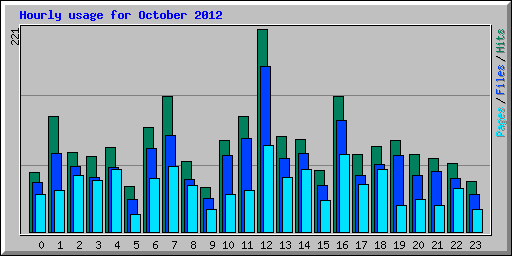 Hourly usage for October 2012
221
Pages / Files / Hits
0 1 2 3 4 5 6 7 8 9 10 11 12 13 14 15 16 17 18 19 20 21 22 23